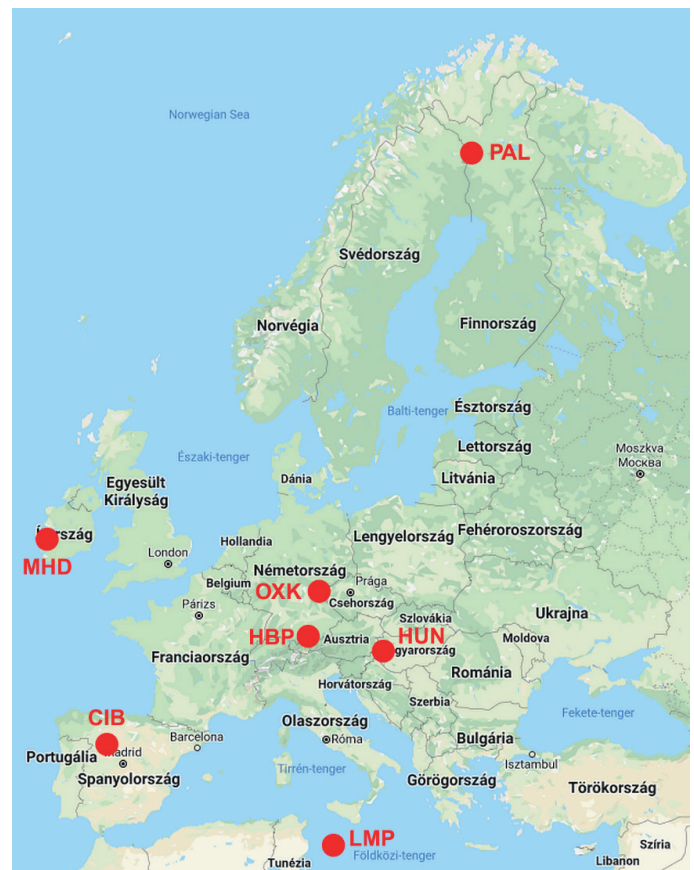 Norwegian Sea
PAL
Svédország
Norvégia
Finnország
Balti-tenger
Észtország
Északi-tenger
Lettország
Moszkva
Москва
Dánia
Litvánia
Egyesült
Királyság
Írország
Lengyelország
Fehéroroszország
Hollandia
London
MHD
Németország
Belgium
OXK
Prága
Csehország
Párizs
Szlovákia
Ukrajna
HBP
Ausztria
HUN
Moldova
Franciaország
gyarország
Románia
Horvátország
Szerbia
CIB
Olaszország
Fekete-tenger
Barcelona
Róma
Bulgária
Portugália
adrid
Isztambul
Spanyolország
Tirrén-tenger
Görögország
Törökország
LMP
Földközi-tenger
Szíria
Tunézia
Libanon